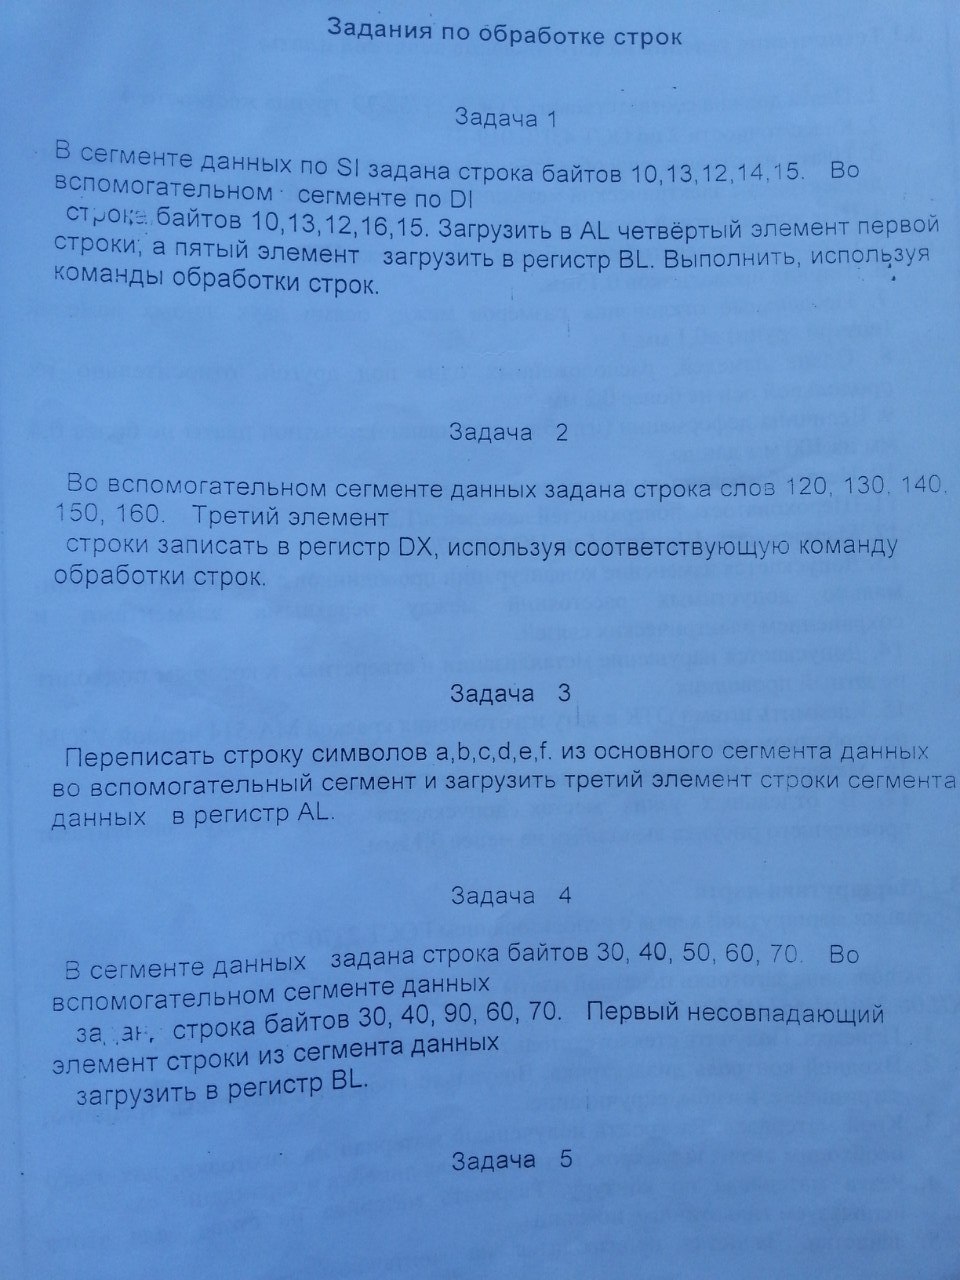 Задания по обработке строк
Задача 1
В сегменте данных по SI задана строка байтов 10,13,12,14,15. Во
вспомогательном сегменте по DI
строка байтов 10,13,12,16,15. Загрузить в AL четвёртый элемент первой
строки, а пятый элемент загрузить в регистр BL. Выполнить, используя
команды обработки строк.
Задача 2
Во вспомогательном сегменте данных задана строка слов 120, 130, 140,
150, 160. Третий элемент
строки записать в регистр DX, используя соответствующую команду
обработки строк.
Задача 3
Переписать строку символов a,b,c,d,e,f. из основного сегмента данных
во вспомогательный сегмент и загрузить третий элемент строки сегмента
данных в регистр AL.
Задача 4
В сегменте данных задана строка байтов 30, 40, 50, 60, 70. Во
вспомогательном сегменте данных
строка байтов 30, 40, 90, 60, 70. Первый несовпадающий
элемент строки из сегмента данных
загрузить в регистр BL.
Задача 5